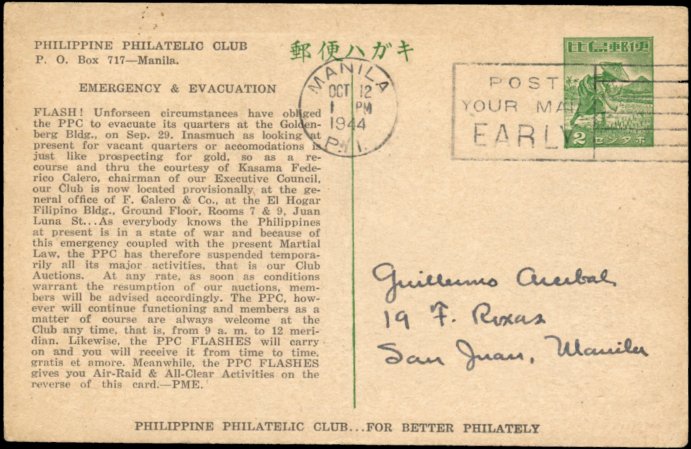 PHILIPPINE PHILATELIC CLUB
P. O. Box 717—Manila.
EMERGENCY & EVACUATION
FLASH! Unforseen circumstances have obliged
the PPC to evacuate its quarters at the Golden-
berg Bldg., on Sep. 29. Inasmuch as looking at
present for vacant quarters or accomodations is
just like prospecting for gold, so as a re-
course and thru the courtesy of Kasama Fede-
rico Calero, chairman of our Executive Council,
our Club is now located provisionally at the ge-
neral office of F. Calero & Co., at the El Hogar
Filipino Bldg., Ground Floor, Rooms 7 & 9, Juan
Luna St...As everybody knows the Philippines
at present is in a state of war and because of
this emergency coupled with the present Martial
Law, the PPC has therefore suspended tempora-
rily all its major activities, that is our Club
Auctions. At any rate, as soon as conditions
warrant the resumption of our auctions, mem-
bers will be advised accordingly. The PPC, how-
ever will continue functioning and members as a
matter of course are always welcome at the
Club any time, that is, from 9 a. m. to 12 meri-
dian. Likewise, the PPC FLASHES will carry
on and you will receive it from time to time,
gratis et amore. Meanwhile, the PPC FLASHES
gives you Air-Raid & All-Clear Activities on the
reverse of this card.—PME.
郵便ハガキ
MANILA
OCT 12
1 PM
1944
P.I.
POST
YOUR MAIL
EARLY
比島郵便
2 センタボ
Guillermo
19 F. Roxas
San Juan, Manila
PHILIPPINE PHILATELIC CLUB...FOR BETTER PHILATELY